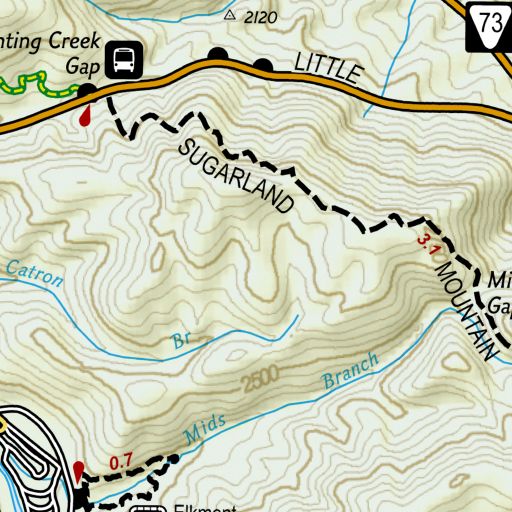 2120
73
nting Creek
Gap
LITTLE
SUGARLAND
3.1
MOUNTAIN
Mi
Gap
Catron
Br
2500
Mids
Branch
0.7
Elkmont